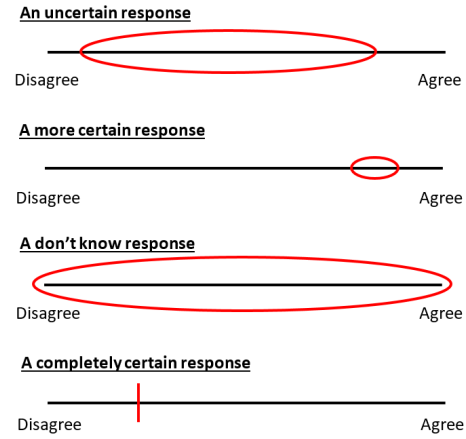 An uncertain response
Disagree Agree
A more certain response
Disagree Agree
A don't know response
Disagree Agree
A completely certain response
Disagree Agree